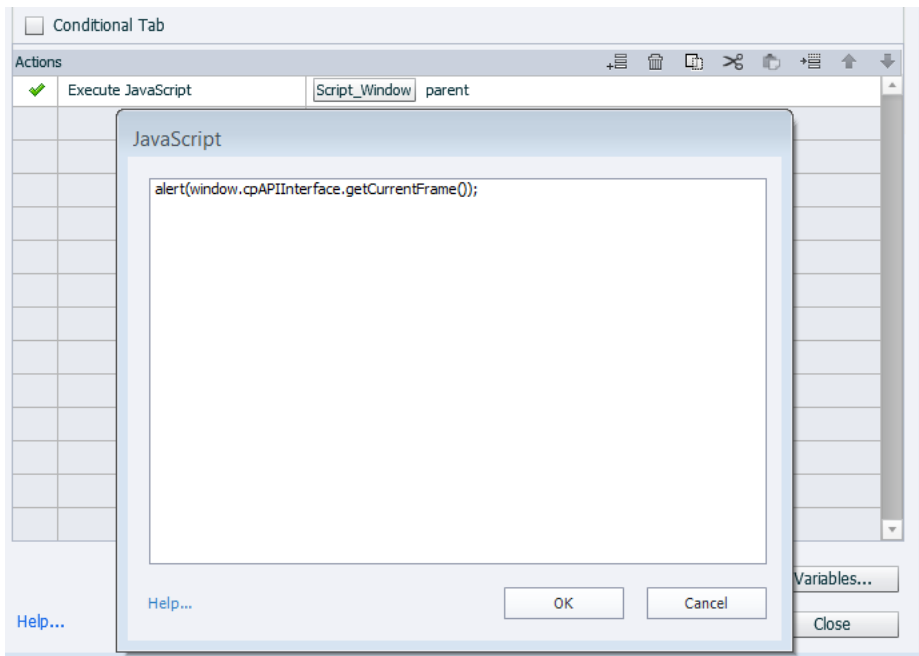 Conditional Tab
Actions
Execute JavaScript Script_Window parent
JavaScript
alert(window.cpAPIInterface.getCurrentFrame());
Variables...
Help... OK Cancel
Help... Close